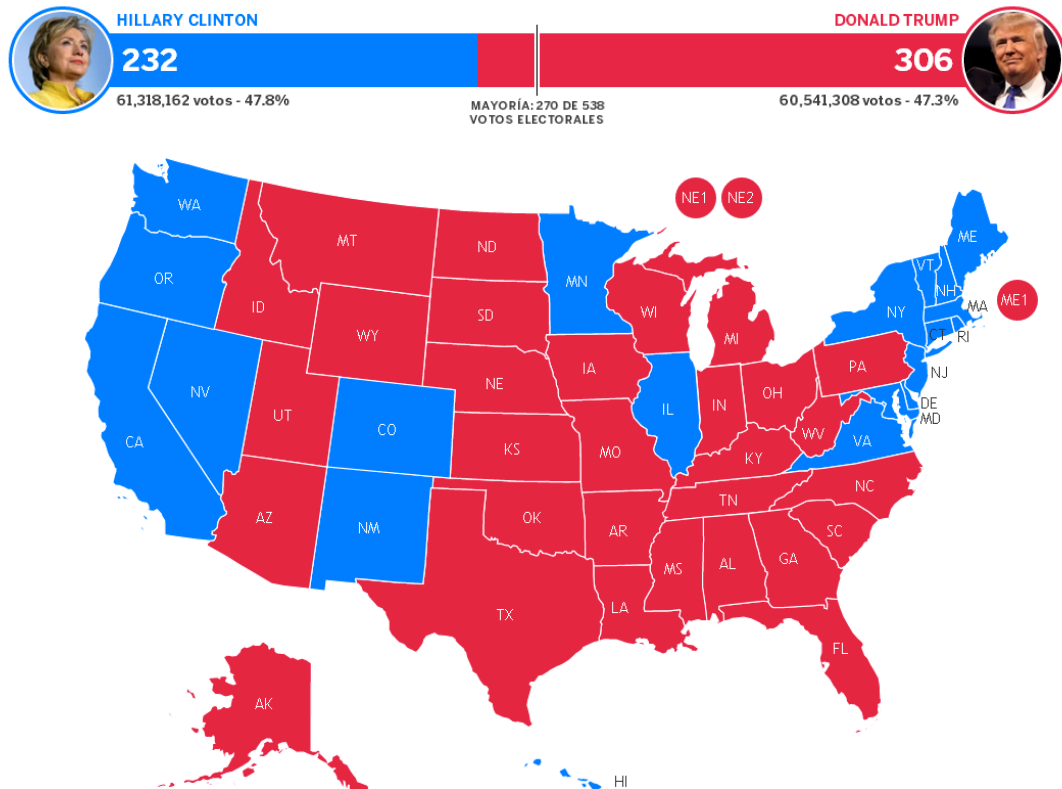 HILLARY CLINTON
DONALD TRUMP
232
306
61,318,162 votos - 47.8%
MAYORÍA: 270 DE 538
VOTOS ELECTORALES
60,541,308 votos - 47.3%
NE1
NE2
WA
MT
ND
ME
VT
OR
MN
NH
ID
SD
WI
NY
MA
ME1
WY
MI
CT
RI
IA
PA
NE
NJ
NV
OH
UT
IL
IN
DE
CO
MD
CA
WV
VA
KS
MO
KY
NC
TN
AZ
OK
NM
AR
SC
GA
MS
AL
LA
TX
FL
AK
HI